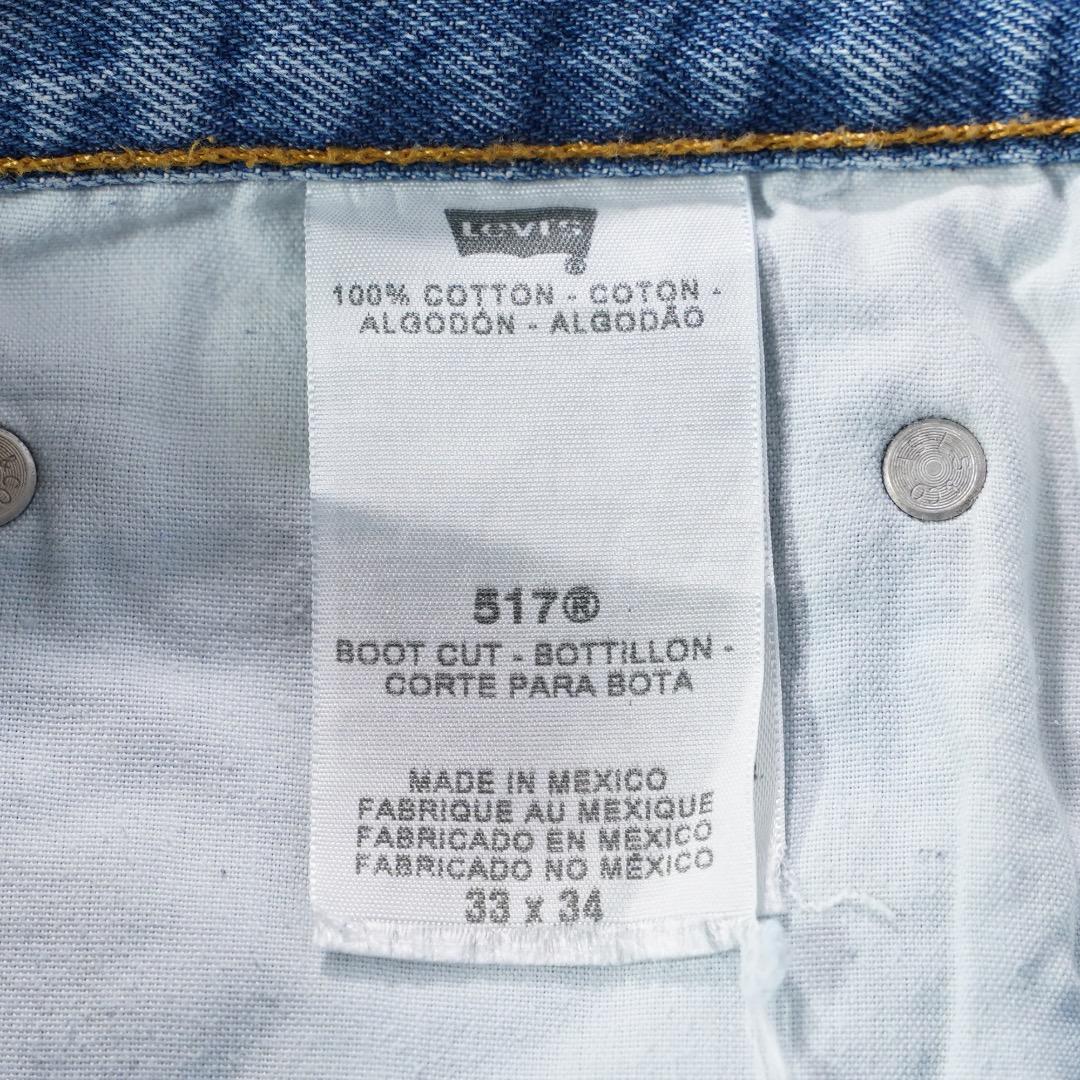 Levi's
®
100% COTTON - COTON -
ALGODÓN - ALGODÃO
517®
BOOT CUT - BOTTILLON -
CORTE PARA BOTA
MADE IN MEXICO
FABRIQUE AU MEXIQUE
FABRICADO EN MÉXICO
FABRICADO NO MÉXICO
33 x 34